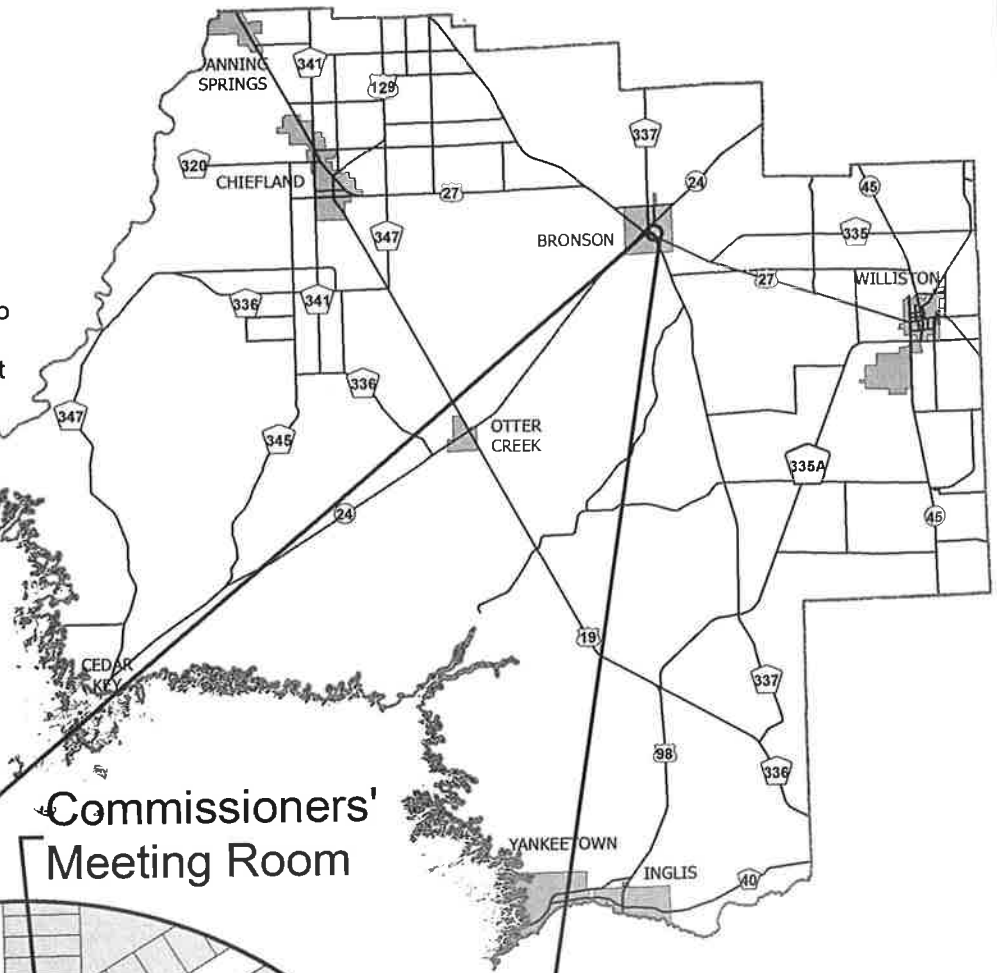 ANNING
SPRINGS
341
129
337
320
CHIEFLAND
27
24
45
347
BRONSON
335
27
WILLISTON
336
341
o
t
347
336
345
OTTER
CREEK
335A
24
45
19
CEDAR
KEY
337
98
336
Commissioners'
Meeting Room
YANKEETOWN
INGLIS
40